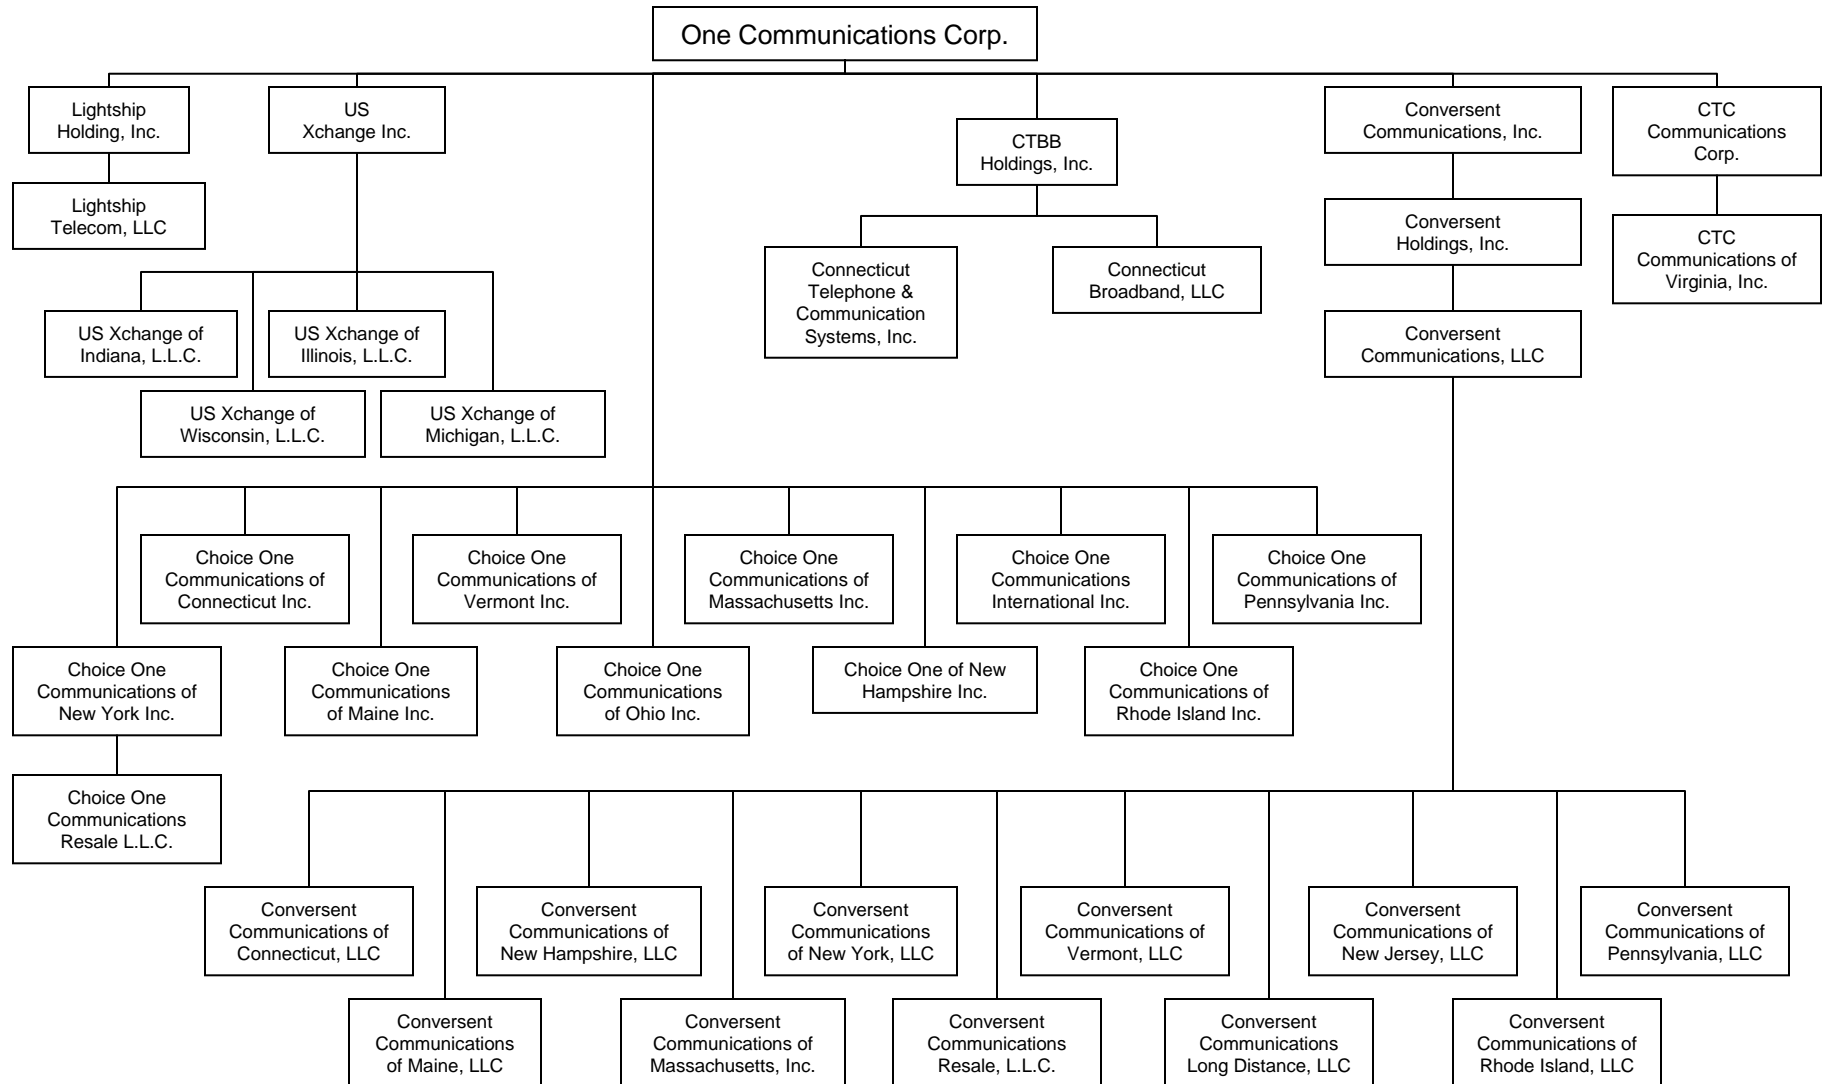 One Communications Corp.
Lightship
Holding, Inc.
US
Xchange Inc.
CTBB
Holdings, Inc.
Conversent
Communications, Inc.
CTC
Communications
Corp.
Lightship
Telecom, LLC
Conversent
Holdings, Inc.
CTC
Communications of
Virginia, Inc.
Connecticut
Telephone &
Communication
Systems, Inc.
Connecticut
Broadband, LLC
US Xchange of
Indiana, L.L.C.
US Xchange of
Illinois, L.L.C.
Conversent
Communications, LLC
US Xchange of
Wisconsin, L.L.C.
US Xchange of
Michigan, L.L.C.
Choice One
Communications of
Connecticut Inc.
Choice One
Communications of
Vermont Inc.
Choice One
Communications of
Massachusetts Inc.
Choice One
Communications
International Inc.
Choice One
Communications of
Pennsylvania Inc.
Choice One
Communications of
New York Inc.
Choice One
Communications
of Maine Inc.
Choice One
Communications
of Ohio Inc.
Choice One of New
Hampshire Inc.
Choice One
Communications of
Rhode Island Inc.
Choice One
Communications
Resale L.L.C.
Conversent
Communications of
Connecticut, LLC
Conversent
Communications of
New Hampshire, LLC
Conversent
Communications
of New York, LLC
Conversent
Communications of
Vermont, LLC
Conversent
Communications of
New Jersey, LLC
Conversent
Communications of
Pennsylvania, LLC
Conversent
Communications
of Maine, LLC
Conversent
Communications of
Massachusetts, Inc.
Conversent
Communications
Resale, L.L.C.
Conversent
Communications
Long Distance, LLC
Conversent
Communications of
Rhode Island, LLC